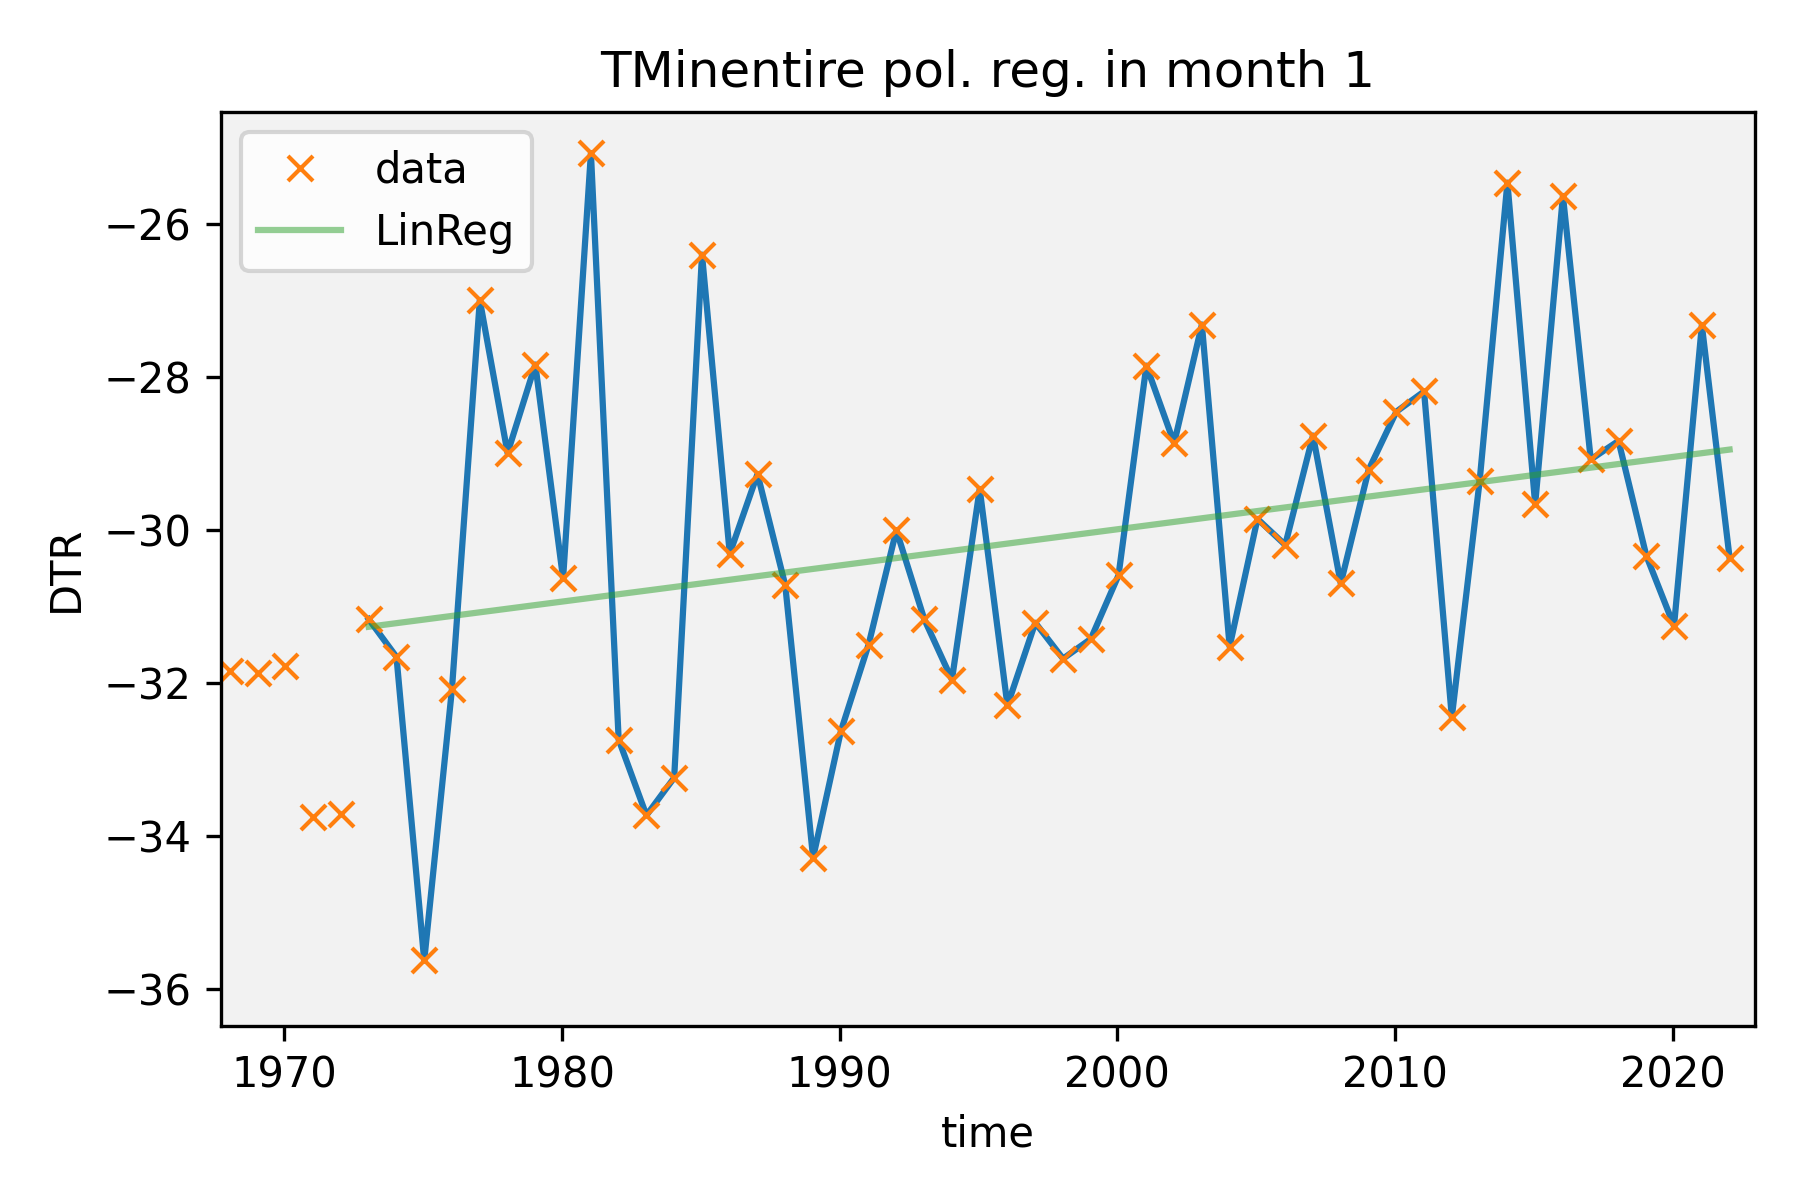 TMinentire pol. reg. in month 1
data
LinReg
−26
−28
−30
−32
−34
−36
DTR
1970 1980 1990 2000 2010 2020
time